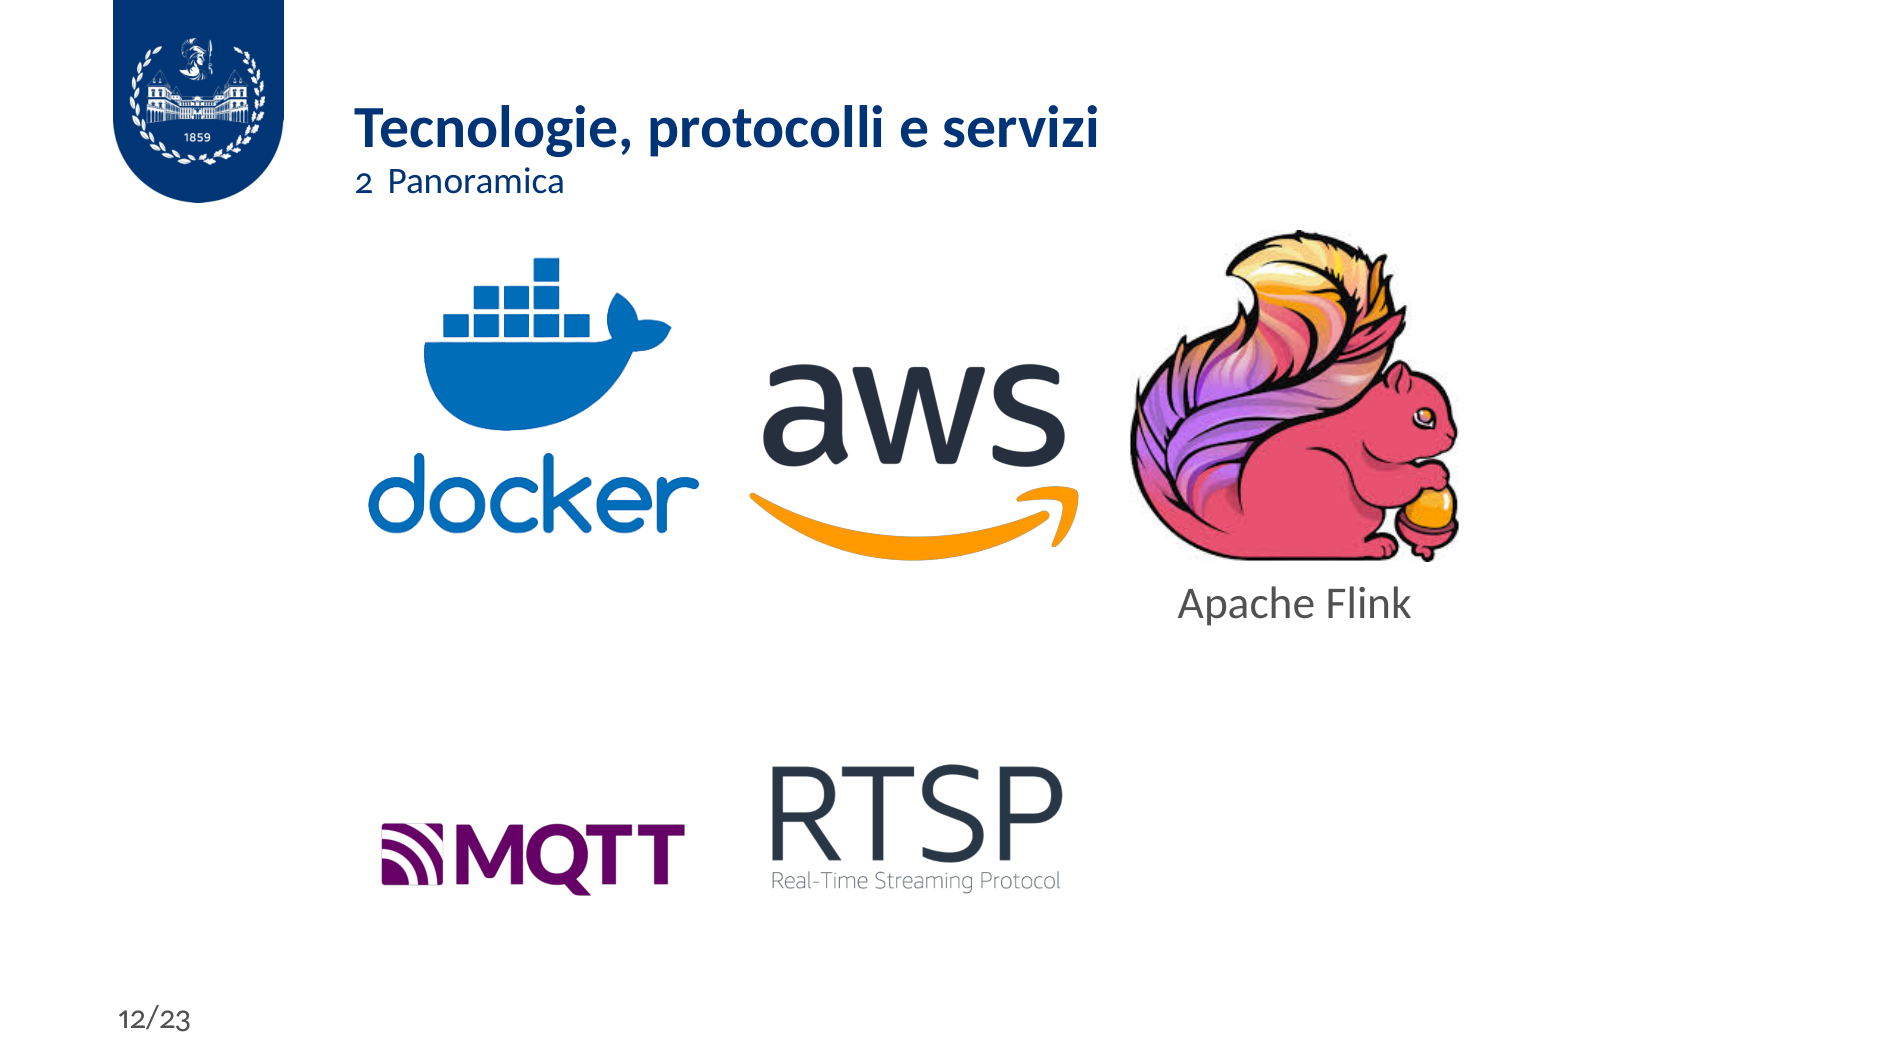 1859
Tecnologie, protocolli e servizi
2 Panoramica
docker
aws
Apache Flink
MQTT
RTSP
Real-Time Streaming Protocol
12/23